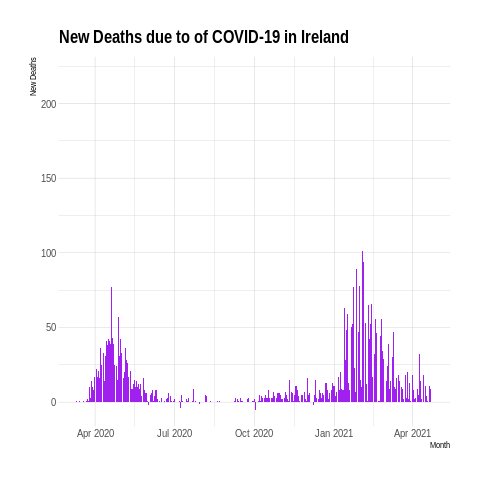 New Deaths due to of COVID-19 in Ireland
New Deaths
200
150
100
50
0
Apr 2020 Jul 2020 Oct 2020 Jan 2021 Apr 2021
Month